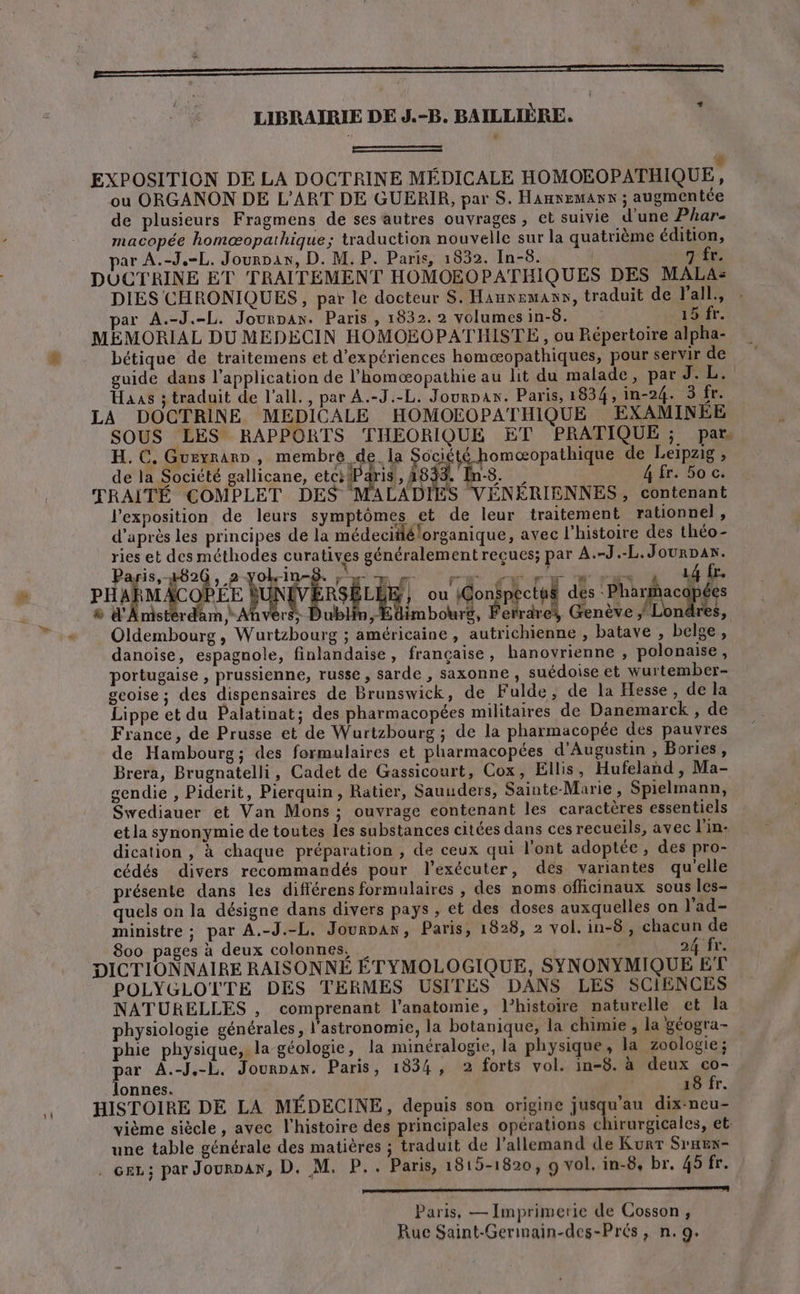 LIBRAIRIE DE J.-B. BAILLIÈRE.
EXPOSITION DE LA DOCTRINE MÉDICALE HOMOEOPATHIQUE,
ou ORGANON DE L'ART DE GUERIR, par S. HAHNEMANN ; augmentée
de plusieurs Fragmens de ses autres ouvrages, et suivie d'une Phar-
macopée homœopathique; traduction nouvelle sur la quatrième édition,
par A.-J.-L. JOURDAN, D. M. P. Paris, 1832. In-8. 7 fr.
DOCTRINE ET TRAITEMENT HOMOEOPATHIQUES DES MALA-
DIES CHRONIQUES, par le docteur S. HAHNEMANN, traduit de l'all.,
par A.-J.-L. JOURDAN. Paris, 1832. 2 volumes in-8. 15 fr.
MÉMORIAL DU MEDECIN HOMOEOPATHISTE, ou Répertoire alpha-
bétique de traitemens et d'expériences homœopathiques, pour servir de
guide dans l'application de l'homœopathie au lit du malade, par J. L.
HAAS ; traduit de l'all., par A.-J.-L. JOURDAN. Paris, 1834, in-24. 3 fr.
LA DOCTRINE MEDICALE HOMOEOPATHIQUE EXAMINÉE
SOUS LES RAPPORTS THEORIQUE ET PRATIQUE ; par
H. C. GUEYRARD, membre de la Société homœopathique de Leipzig,
de la Société gallicane, etc. Paris, 1833. In-8. 4 fr. 50 c.
TRAITÉ COMPLET DES MALADIES VÉNÉRIENNES, contenant
l'exposition de leurs symptômes et de leur traitement rationnel,
d'après les principes de la médecine organique, avec l'histoire des théo-
ries et des méthodes curatives généralement reçues; par A.-J.-L. JOURDAN.
Paris, 1826, 2 vol. in-8. 14 fr.
PHARMACOPÉE UNIVERSELLE, ou Conspectus des Pharmacopées
d'Amsterdam, Anvers, Dublin, Edimbourg, Ferrare, Genève, Londres,
Oldembourg, Wurtzbourg ; américaine, autrichienne, batave, belge,
danoise, espagnole, finlandaise, française, hanovrienne, polonaise,
portugaise, prussienne, russe, sarde, saxonne, suédoise et wurtember-
geoise ; des dispensaires de Brunswick, de Fulde, de la Hesse, de la
Lippe et du Palatinat; des pharmacopées militaires de Danemarck, de
France, de Prusse et de Wurtzbourg ; de la pharmacopée des pauvres
de Hambourg; des formulaires et pharmacopées d'Augustin, Bories,
Brera, Brugnatelli, Cadet de Gassicourt, Cox, Ellis, Hufeland, Ma-
gendie, Piderit, Pierquin, Ratier, Saunders, Sainte-Marie, Spielmann,
Swediauer et Van Mons ; ouvrage contenant les caractères essentiels
et la synonymie de toutes les substances citées dans ces recueils, avec l'in-
dication, à chaque préparation, de ceux qui l'ont adoptée, des pro-
cédés divers recommandés pour l'exécuter, des variantes qu'elle
présente dans les différens formulaires, des noms officinaux sous les-
quels on la désigne dans divers pays, et des doses auxquelles on l'ad-
ministre ; par A.-J.-L. JOURDAN, Paris, 1828, 2 vol. in-8, chacun de
800 pages à deux colonnes. 24 fr.
DICTIONNAIRE RAISONNÉ ÉTYMOLOGIQUE, SYNONYMIQUE ET
POLYGLOTTE DES TERMES USITÉS DANS LES SCIENCES
NATURELLES, comprenant l'anatomie, l'histoire naturelle et la
physiologie générales, l'astronomie, la botanique, la chimie, la géogra-
phie physique, la géologie, la minéralogie, la physique, la zoologie;
par A.-J.-L. JOURDAN. Paris, 1834, 2 forts vol. in-8. à deux co-
lonnes. 18 fr.
HISTOIRE DE LA MÉDECINE, depuis son origine jusqu'au dix-neu-
vième siècle, avec l'histoire des principales opérations chirurgicales, et
une table générale des matières ; traduit de l'allemand de KURT SPREN-
GEL ; par JOURDAN, D. M. P.. Paris, 1815-1820, 9 vol. in-8, br. 45 fr.
Paris. — Imprimerie de Cosson,
Rue Saint-Germain-des-Prés, n. 9.